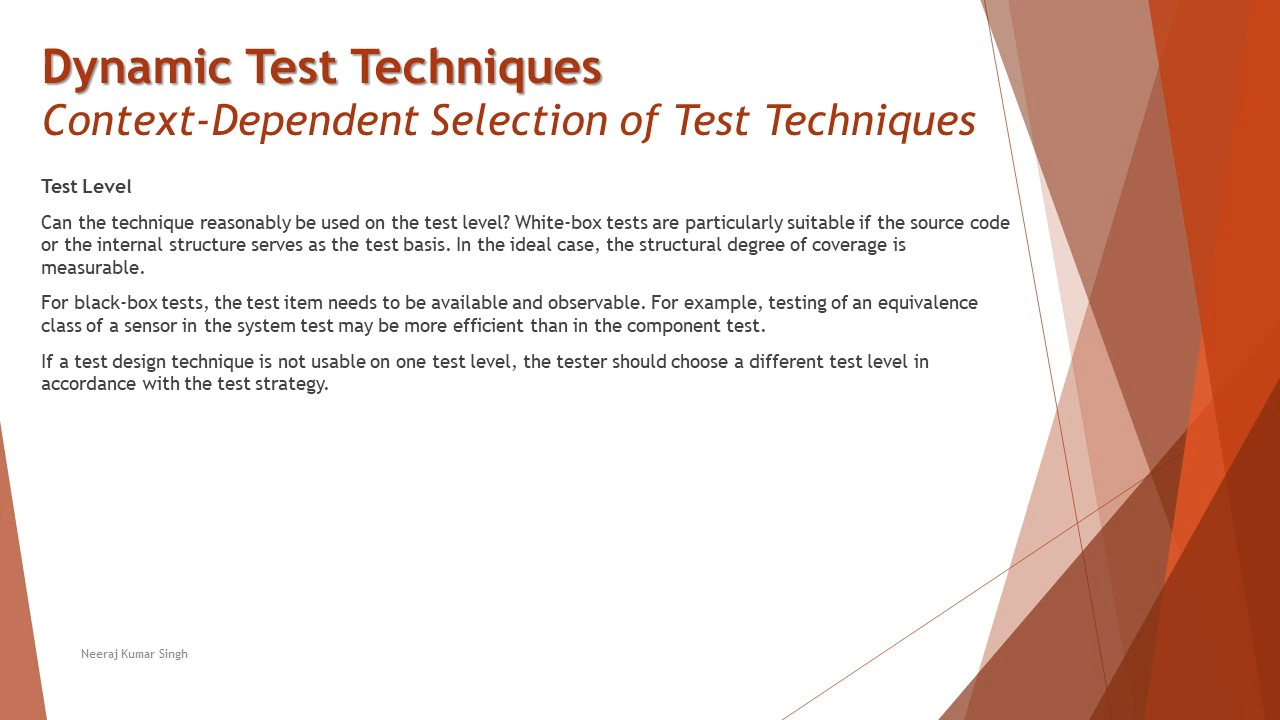 Dynamic Test Techniques
Context-Dependent Selection of Test Techniques
Test Level
Can the technique reasonably be used on the test level? White-box tests are particularly suitable if the source code
or the internal structure serves as the test basis. In the ideal case, the structural degree of coverage is
measurable.
For black-box tests, the test item needs to be available and observable. For example, testing of an equivalence
class of a sensor in the system test may be more efficient than in the component test.
If a test design technique is not usable on one test level, the tester should choose a different test level in
accordance with the test strategy.
Neeraj Kumar Singh